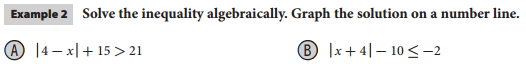 Example 2 Solve the inequality algebraically. Graph the solution on a number line.
A |4 − x| + 15 > 21 B |x + 4| − 10 ≤ −2